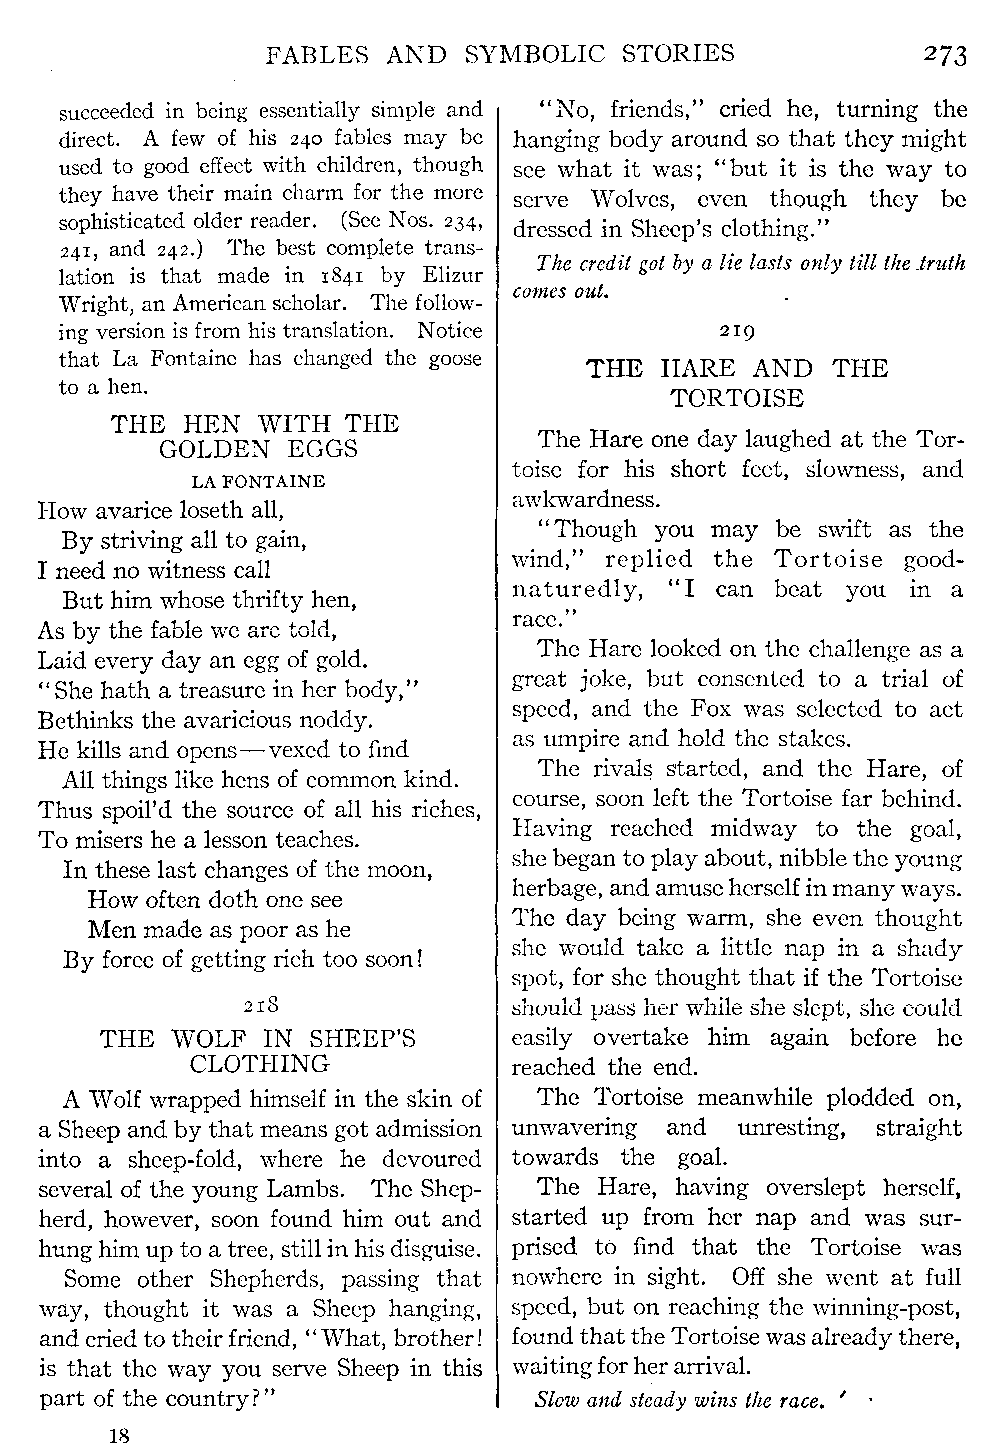 FABLES AND SYMBOLIC STORIES 273
succeeded in being essentially simple and
direct. A few of his 240 fables may be
used to good effect with children, though
they have their main charm for the more
sophisticated older reader. (See Nos. 234,
241, and 242.) The best complete trans-
lation is that made in 1841 by Elizur
Wright, an American scholar. The follow-
ing version is from his translation. Notice
that La Fontaine has changed the goose
to a hen.
THE HEN WITH THE
GOLDEN EGGS
LA FONTAINE
How avarice loseth all,
By striving all to gain,
I need no witness call
But him whose thrifty hen,
As by the fable we are told,
Laid every day an egg of gold.
"She hath a treasure in her body,"
Bethinks the avaricious noddy.
He kills and opens—vexed to find
All things like hens of common kind.
Thus spoil'd the source of all his riches,
To misers he a lesson teaches.
In these last changes of the moon,
How often doth one see
Men made as poor as he
By force of getting rich too soon!
218
THE WOLF IN SHEEP'S
CLOTHING
A Wolf wrapped himself in the skin of
a Sheep and by that means got admission
into a sheep-fold, where he devoured
several of the young Lambs. The Shep-
herd, however, soon found him out and
hung him up to a tree, still in his disguise.
Some other Shepherds, passing that
way, thought it was a Sheep hanging,
and cried to their friend, "What, brother!
is that the way you serve Sheep in this
part of the country?"
18
"No, friends," cried he, turning the
hanging body around so that they might
see what it was; "but it is the way to
serve Wolves, even though they be
dressed in Sheep's clothing."
The credit got by a lie lasts only till the truth
comes out.
219
THE HARE AND THE
TORTOISE
The Hare one day laughed at the Tor-
toise for his short feet, slowness, and
awkwardness.
"Though you may be swift as the
wind," replied the Tortoise good-
naturedly, "I can beat you in a
race."
The Hare looked on the challenge as a
great joke, but consented to a trial of
speed, and the Fox was selected to act
as umpire and hold the stakes.
The rivals started, and the Hare, of
course, soon left the Tortoise far behind.
Having reached midway to the goal,
she began to play about, nibble the young
herbage, and amuse herself in many ways.
The day being warm, she even thought
she would take a little nap in a shady
spot, for she thought that if the Tortoise
should pass her while she slept, she could
easily overtake him again before he
reached the end.
The Tortoise meanwhile plodded on,
unwavering and unresting, straight
towards the goal.
The Hare, having overslept herself,
started up from her nap and was sur-
prised to find that the Tortoise was
nowhere in sight. Off she went at full
speed, but on reaching the winning-post,
found that the Tortoise was already there,
waiting for her arrival.
Slow and steady wins the race.